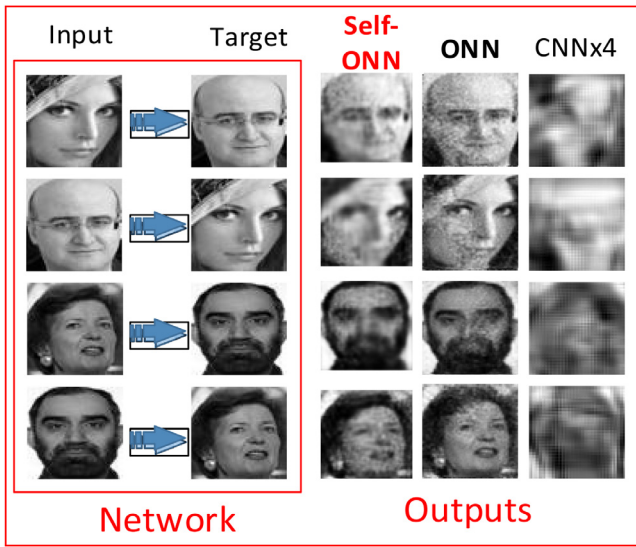 Input
Target
Self-
ONN
ONN
CNNx4
Network
Outputs